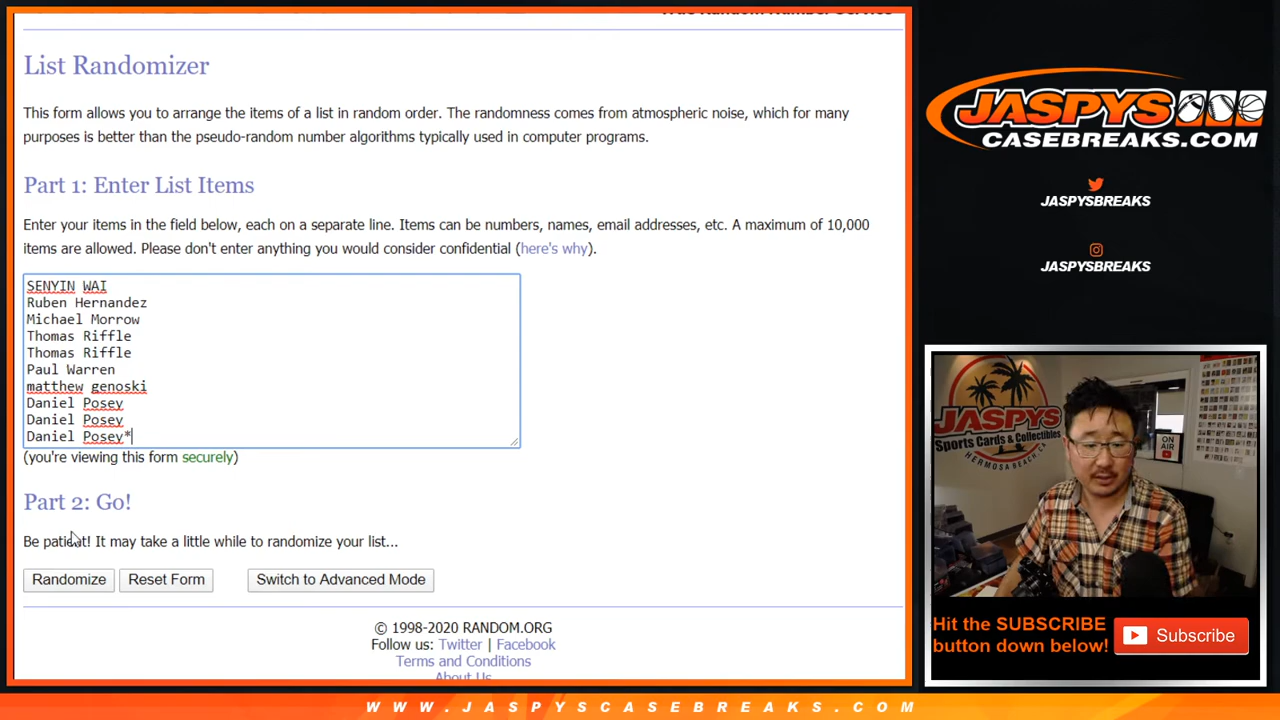 List Randomizer
This form allows you to arrange the items of a list in random order. The randomness comes from atmospheric noise, which for many
purposes is better than the pseudo-random number algorithms typically used in computer programs.
Part 1: Enter List Items
Enter your items in the field below, each on a separate line. Items can be numbers, names, email addresses, etc. A maximum of 10,000
items are allowed. Please don't enter anything you would consider confidential (here's why).
SENYIN WAI
Ruben Hernandez
Michael Morrow
Thomas Riffle
Thomas Riffle
Paul Warren
matthew genoski
Daniel Posey
Daniel Posey
Daniel Posey*
(you're viewing this form securely)
Part 2: Go!
Be patient! It may take a little while to randomize your list...
Randomize Reset Form Switch to Advanced Mode
© 1998-2020 RANDOM.ORG
Follow us: Twitter | Facebook
Terms and Conditions
About Us
JASPYS
CASEBREAKS.COM
JASPYSBREAKS
JASPYSBREAKS
JASPYS
Sports Cards & Collectibles
HERMOSA BEACH, CA
ON AIR
Hit the SUBSCRIBE
button down below!
Subscribe
WWW.JASPYSCASEBREAKS.COM